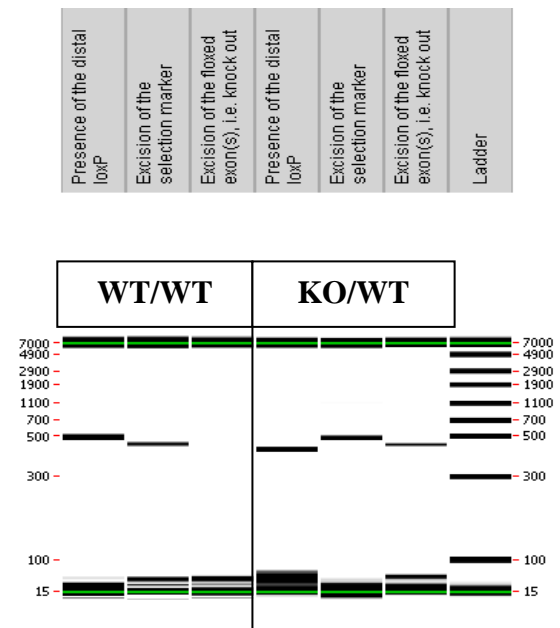 Presence of the distal
loxP
Excision of the
selection marker
Excision of the floxed
exon(s), i.e. knock out
Presence of the distal
loxP
Excision of the
selection marker
Excision of the floxed
exon(s), i.e. knock out
Ladder
WT/WT
KO/WT
7000
4900
2900
1900
1100
700
500
300
100
15
7000
4900
2900
1900
1100
700
500
300
100
15